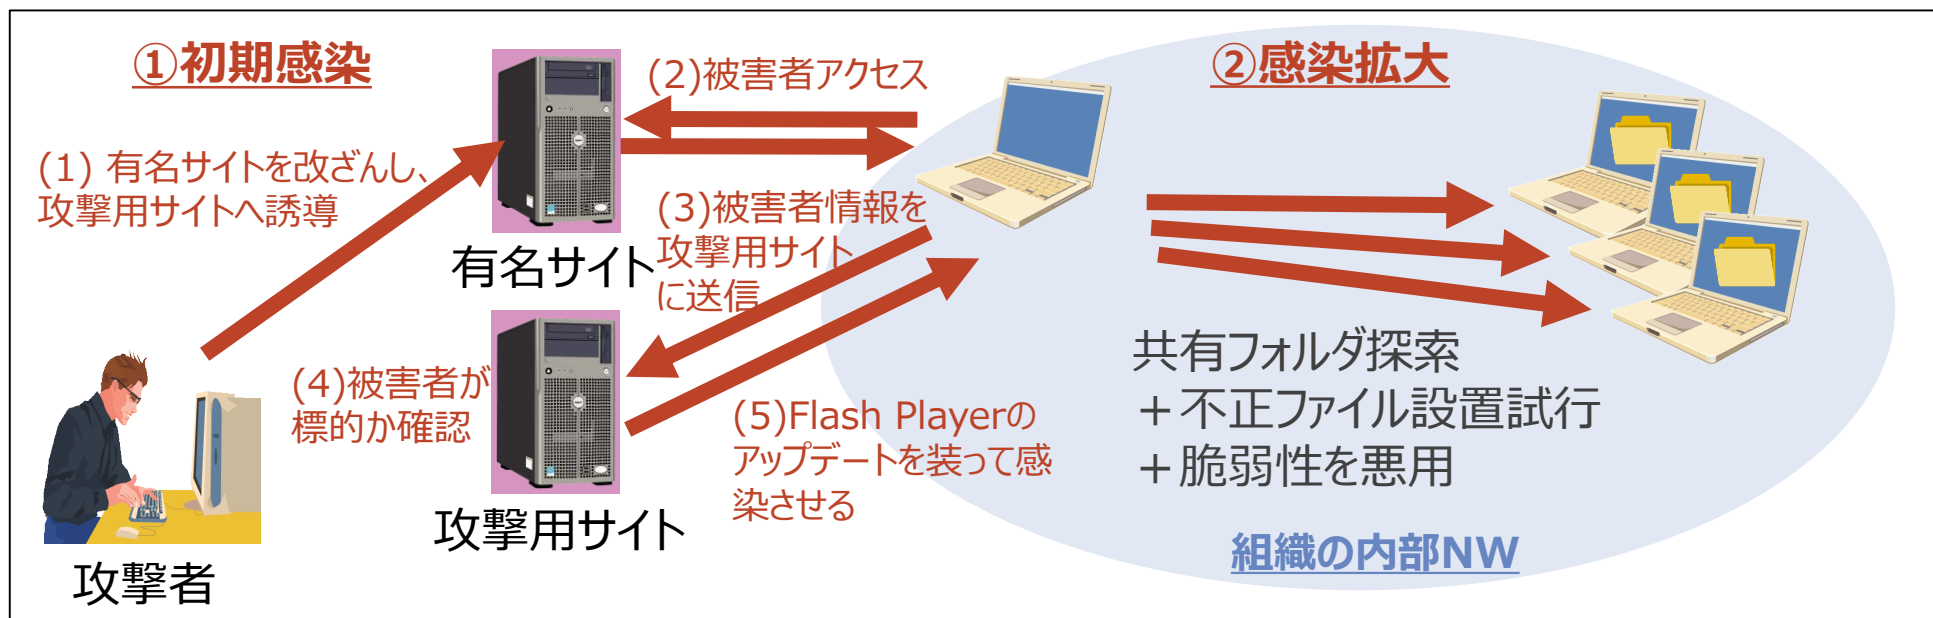 ①初期感染
(1) 有名サイトを改ざんし、
攻撃用サイトへ誘導
有名サイト
(2)被害者アクセス
(3)被害者情報を
攻撃用サイト
に送信
(4)被害者が
標的か確認
攻撃用サイト
攻撃者
(5)Flash Playerの
アップデートを装って感
染させる
②感染拡大
共有フォルダ探索
＋不正ファイル設置試行
＋脆弱性を悪用
組織の内部NW